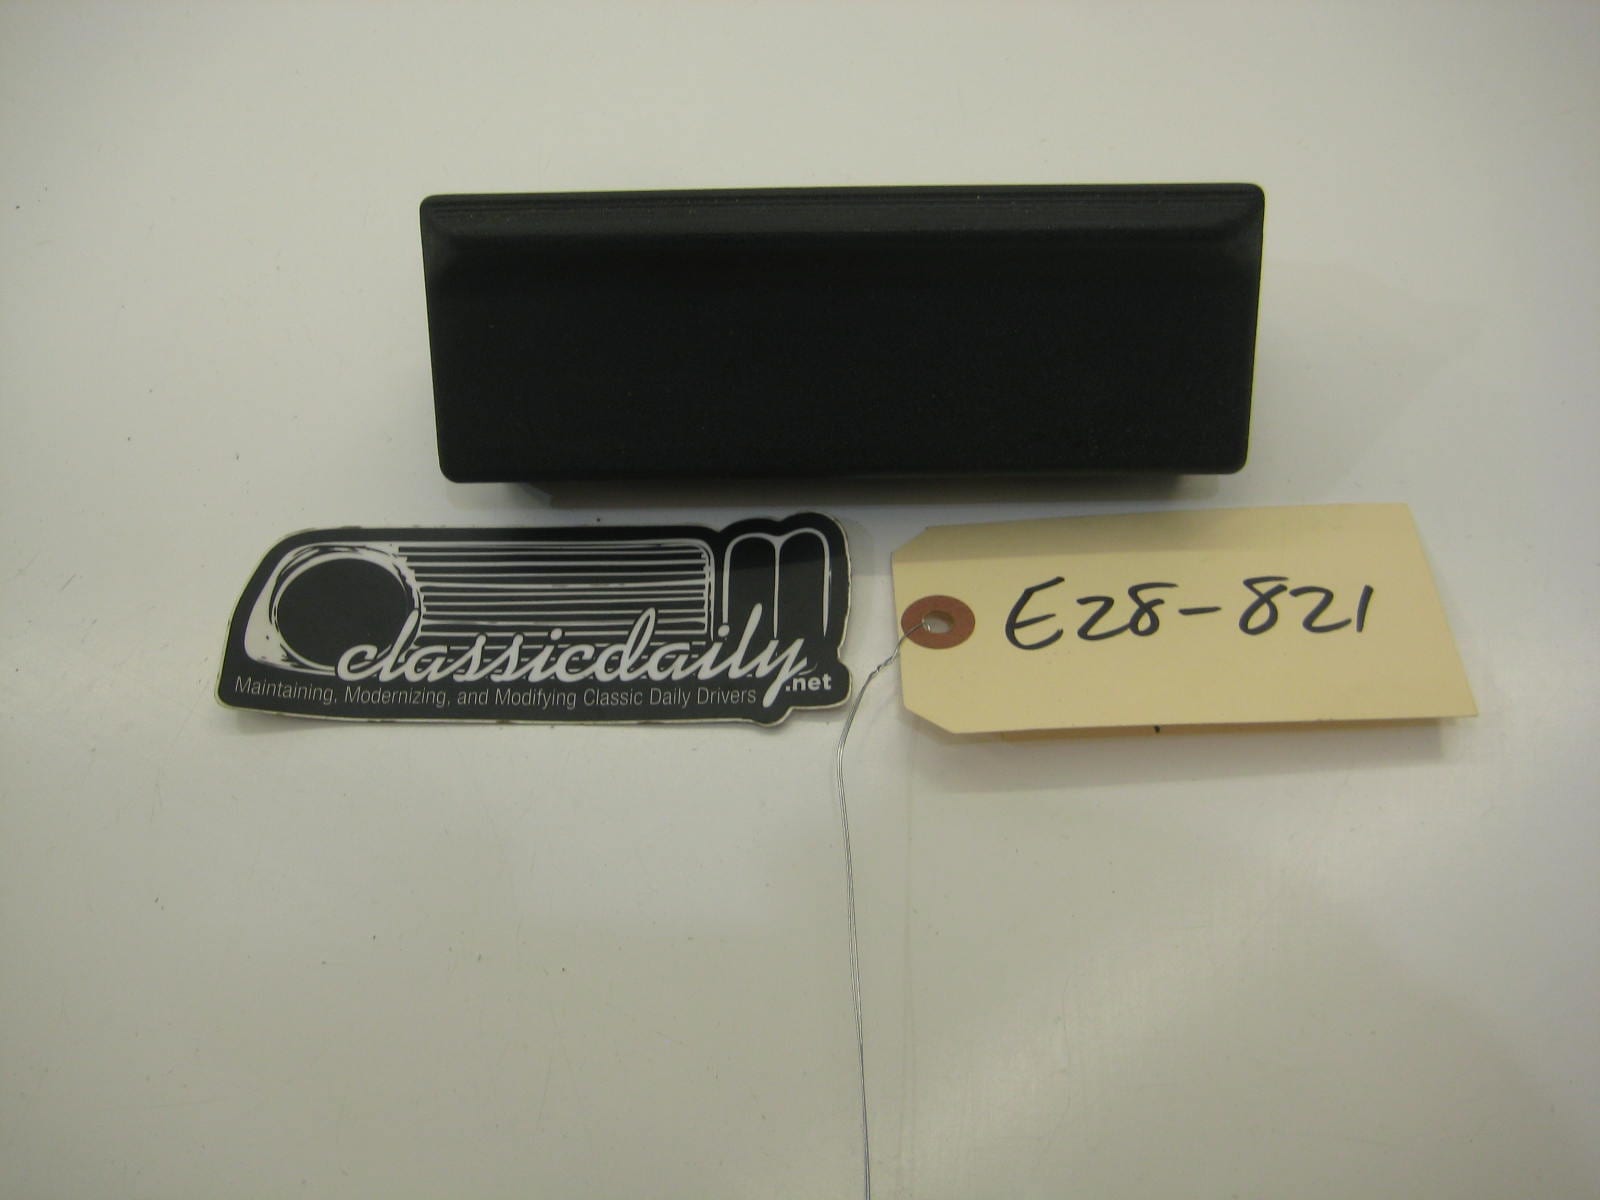 classicdaily.net
Maintaining, Modernizing, and Modifying Classic Daily Drivers
E28-821